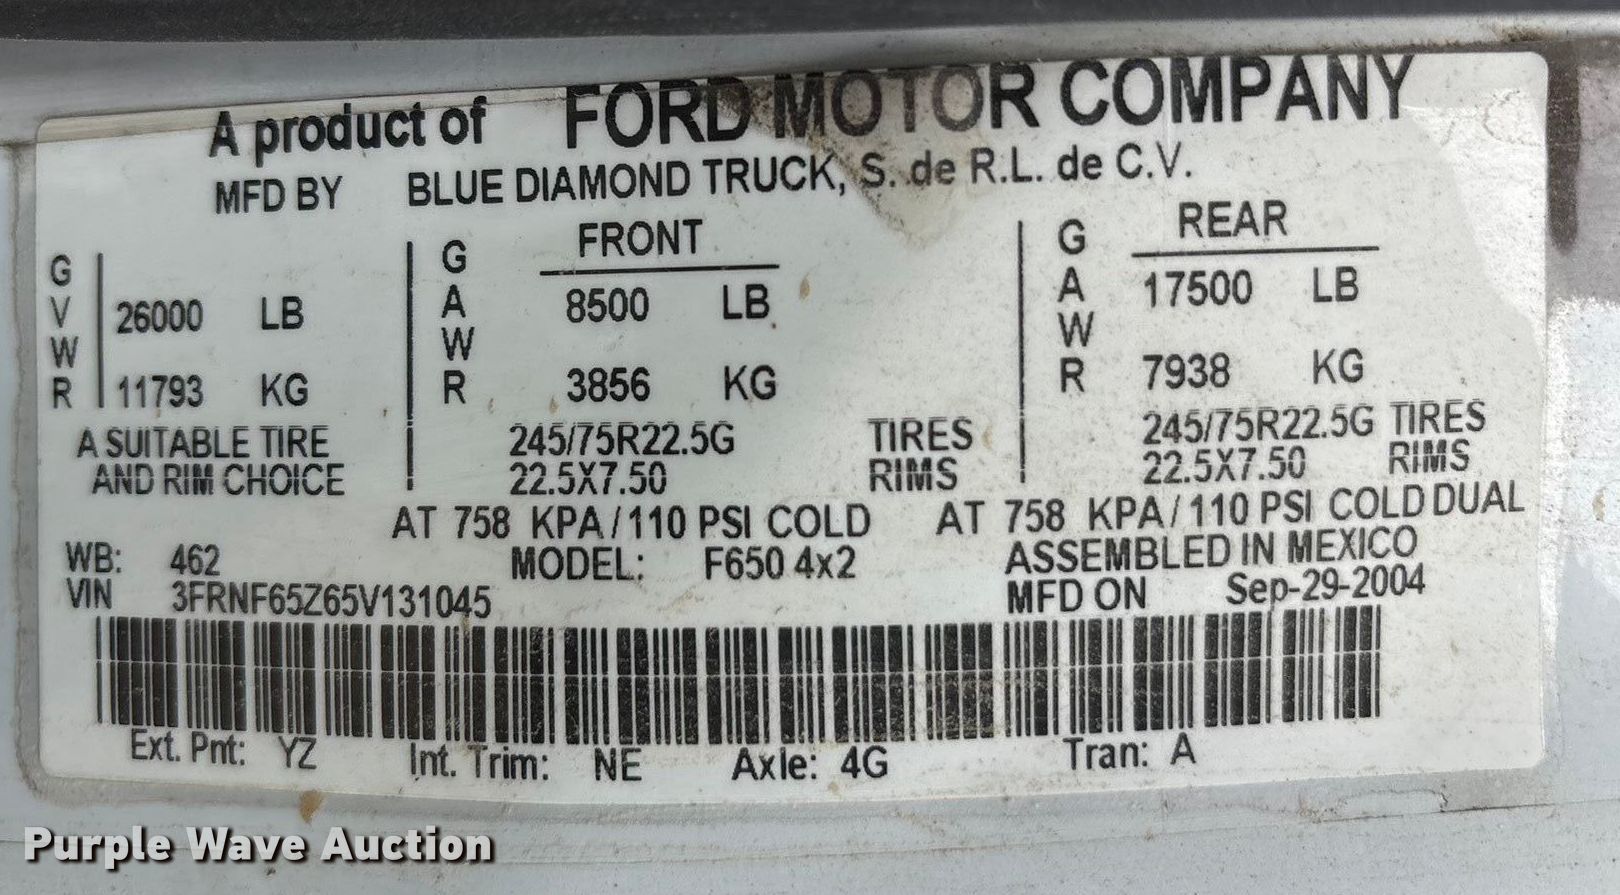 A product of FORD MOTOR COMPANY
MFD BY BLUE DIAMOND TRUCK, S. de R.L. de C.V.
FRONT REAR
GVWR 26000 LB GAWR 8500 LB GAWR 17500 LB
11793 KG 3856 KG 7938 KG
A SUITABLE TIRE 245/75R22.5G TIRES 245/75R22.5G TIRES
AND RIM CHOICE 22.5X7.50 RIMS 22.5X7.50 RIMS
AT 758 KPA/110 PSI COLD AT 758 KPA/110 PSI COLD DUAL
WB: 462 MODEL: F650 4x2 ASSEMBLED IN MEXICO
VIN 3FRNF65Z65V131045 MFD ON Sep-29-2004
Ext. Pnt: YZ Int. Trim: NE Axle: 4G Tran: A
Purple Wave Auction